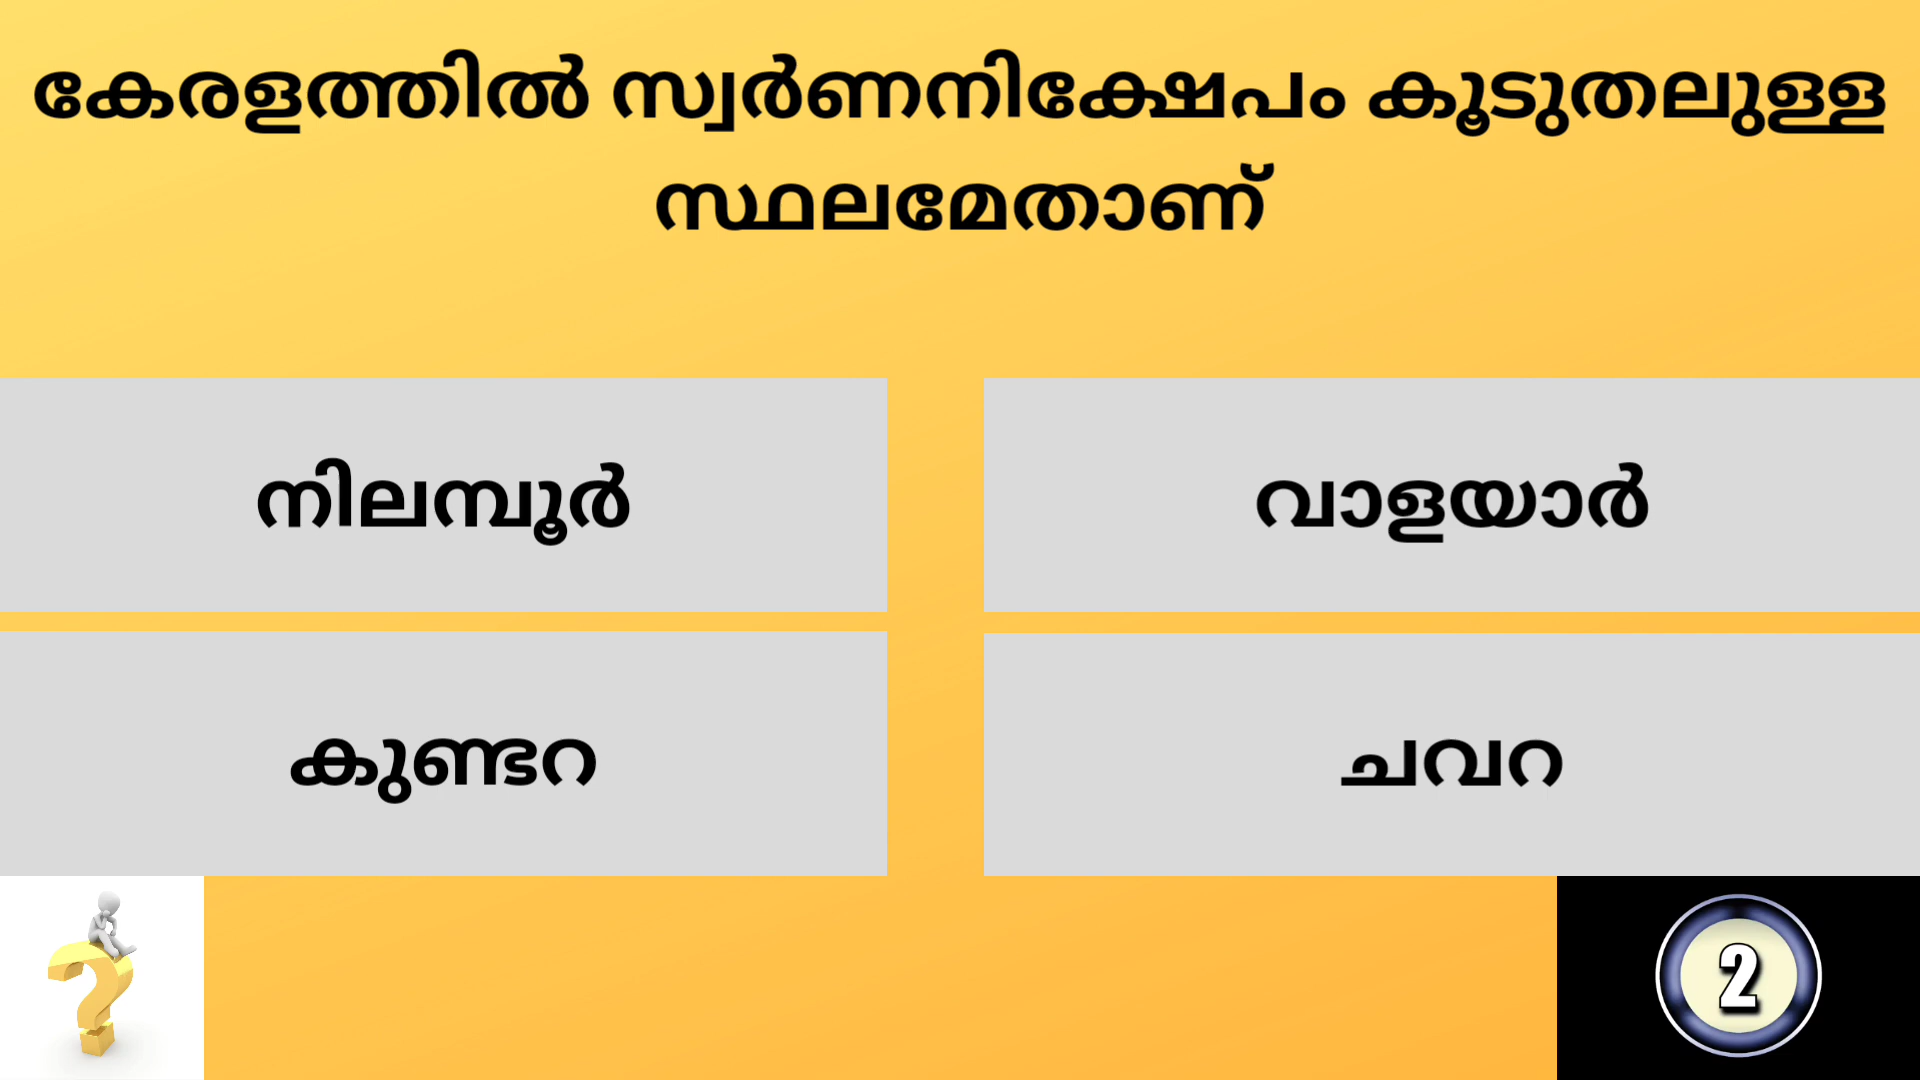 കേരളത്തിൽ സ്വർണനിക്ഷേപം കൂടുതലുള്ള
സ്ഥലമേതാണ്
നിലമ്പൂർ
വാളയാർ
കുണ്ടറ
ചവറ
2